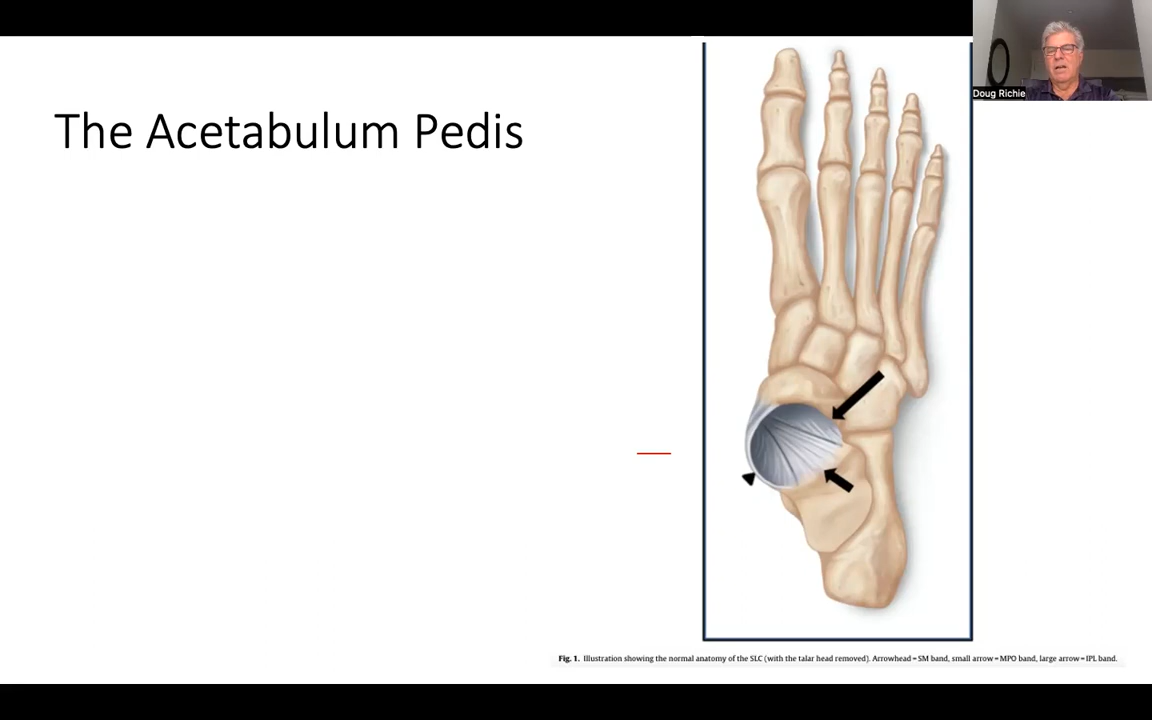 The Acetabulum Pedis
Doug Richie
Fig. 1. Illustration showing the normal anatomy of the SLC (with the talar head removed). Arrowhead = SM band, small arrow = MPO band, large arrow = IPL band.